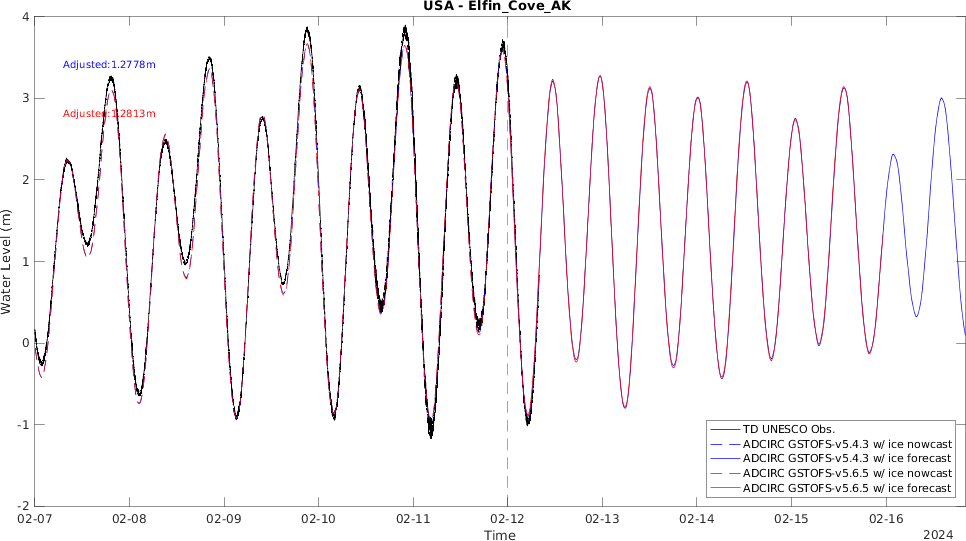 USA - Elfin_Cove_AK
4
3
2
1
0
-1
-2
Water Level (m)
Adjusted:1.2778m
Adjusted:1.2813m
TD UNESCO Obs.
ADCIRC GSTOFS-v5.4.3 w/ ice nowcast
ADCIRC GSTOFS-v5.4.3 w/ ice forecast
ADCIRC GSTOFS-v5.6.5 w/ ice nowcast
ADCIRC GSTOFS-v5.6.5 w/ ice forecast
02-07 02-08 02-09 02-10 02-11 02-12 02-13 02-14 02-15 02-16
Time
2024